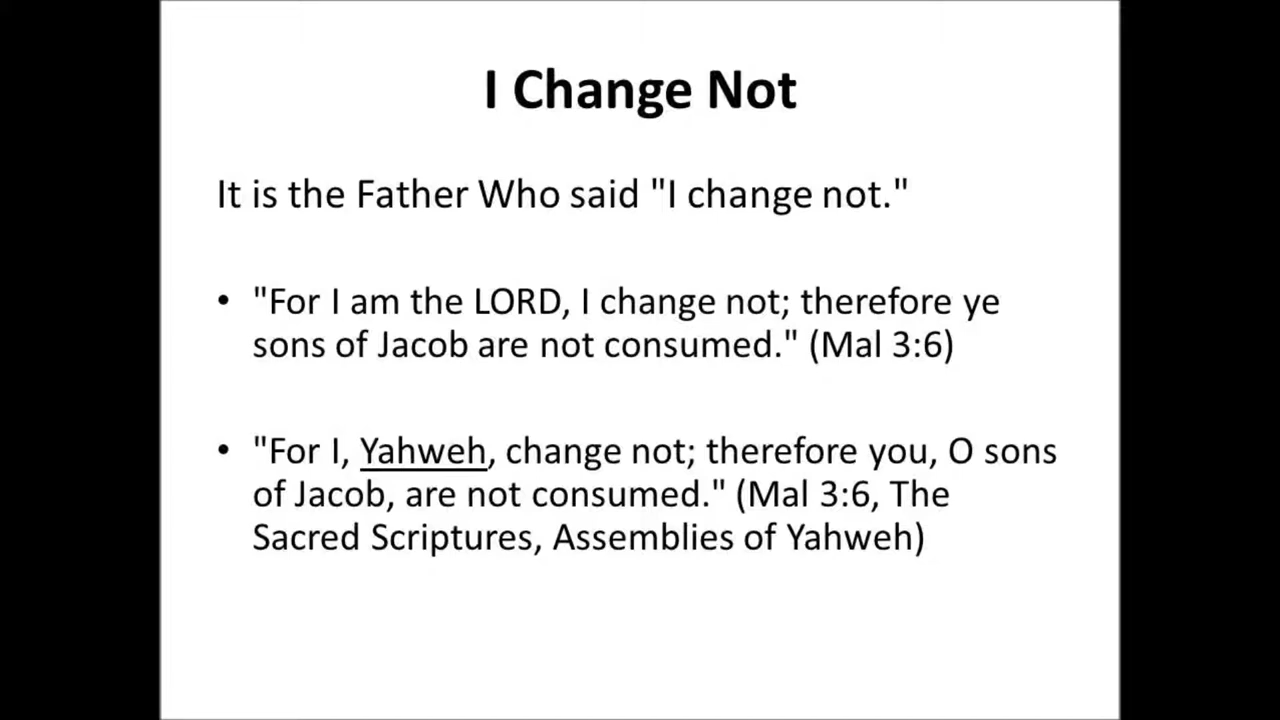 I Change Not
It is the Father Who said "I change not."
• "For I am the LORD, I change not; therefore ye
sons of Jacob are not consumed." (Mal 3:6)
• "For I, Yahweh, change not; therefore you, O sons
of Jacob, are not consumed." (Mal 3:6, The
Sacred Scriptures, Assemblies of Yahweh)